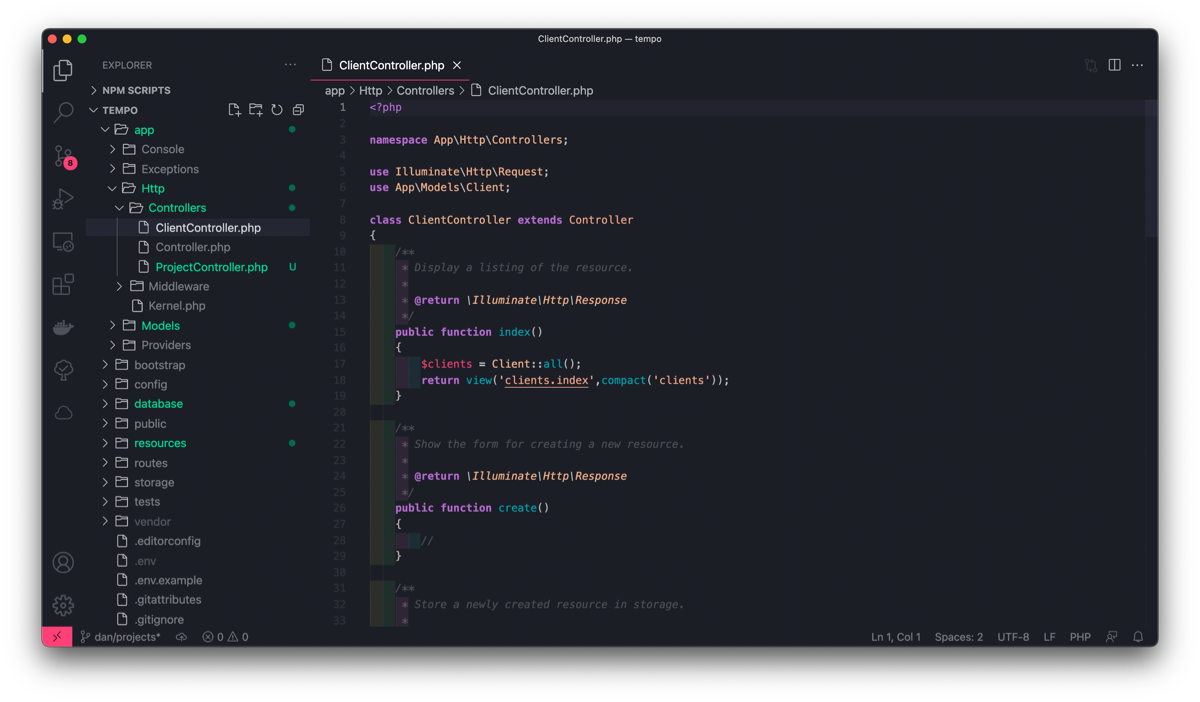 ClientController.php — tempo
EXPLORER
ClientController.php
NPM SCRIPTS
TEMPO
app
Console
Exceptions
Http
Controllers
ClientController.php
Controller.php
ProjectController.php U
Middleware
Kernel.php
Models
Providers
bootstrap
config
database
public
resources
routes
storage
tests
vendor
.editorconfig
.env
.env.example
.gitattributes
.gitignore
8
app > Http > Controllers > ClientController.php
1 <?php
2
3 namespace App\Http\Controllers;
4
5 use Illuminate\Http\Request;
6 use App\Models\Client;
7
8 class ClientController extends Controller
9 {
10 /**
11 * Display a listing of the resource.
12 *
13 * @return \Illuminate\Http\Response
14 */
15 public function index()
16 {
17 $clients = Client::all();
18 return view('clients.index',compact('clients'));
19 }
20
21 /**
22 * Show the form for creating a new resource.
23 *
24 * @return \Illuminate\Http\Response
25 */
26 public function create()
27 {
28 //
29 }
30
31 /**
32 * Store a newly created resource in storage.
33 *
dan/projects* 0 0 Ln 1, Col 1 Spaces: 2 UTF-8 LF PHP